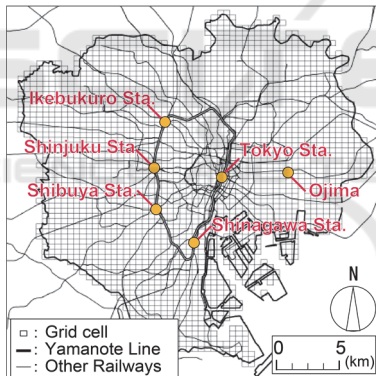 Ikebukuro Sta.
Shinjuku Sta.
Tokyo Sta.
Shibuya Sta.
Ojima
Shinagawa Sta.
N
□ : Grid cell
━ : Yamanote Line
─ : Other Railways
0 5
(km)